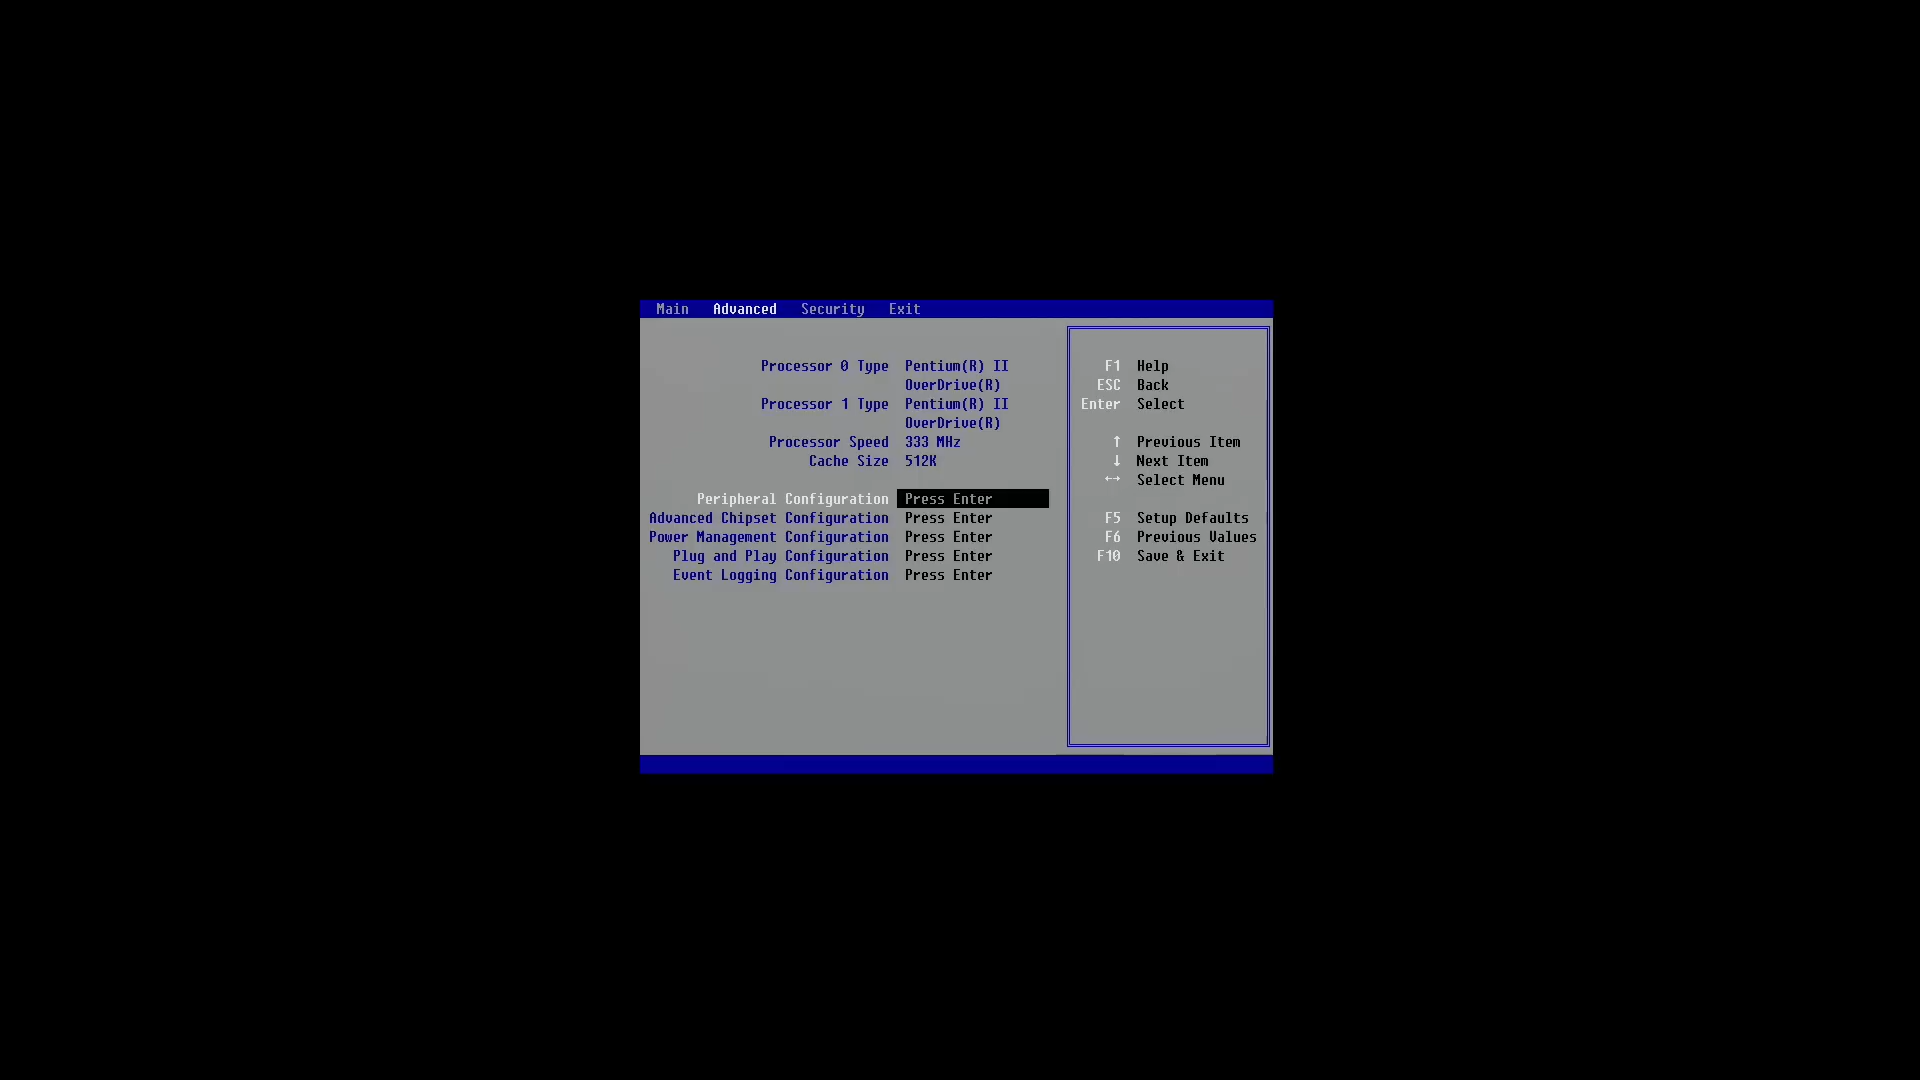 Main Advanced Security Exit
Processor 0 Type Pentium(R) II
OverDrive(R)
Processor 1 Type Pentium(R) II
OverDrive(R)
Processor Speed 333 MHz
Cache Size 512K
Peripheral Configuration Press Enter
Advanced Chipset Configuration Press Enter
Power Management Configuration Press Enter
Plug and Play Configuration Press Enter
Event Logging Configuration Press Enter
F1 Help
ESC Back
Enter Select
↑ Previous Item
↓ Next Item
←→ Select Menu
F5 Setup Defaults
F6 Previous Values
F10 Save & Exit